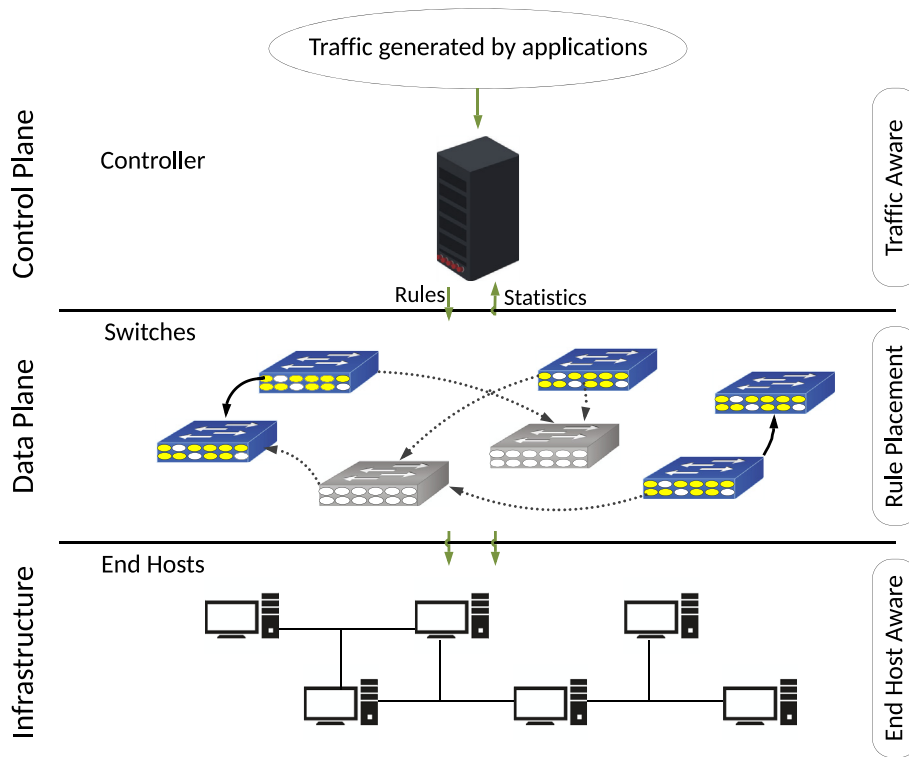 Traffic generated by applications
Control Plane
Controller
Traffic Aware
Rules
Statistics
Switches
Data Plane
Rule Placement
End Hosts
Infrastructure
End Host Aware